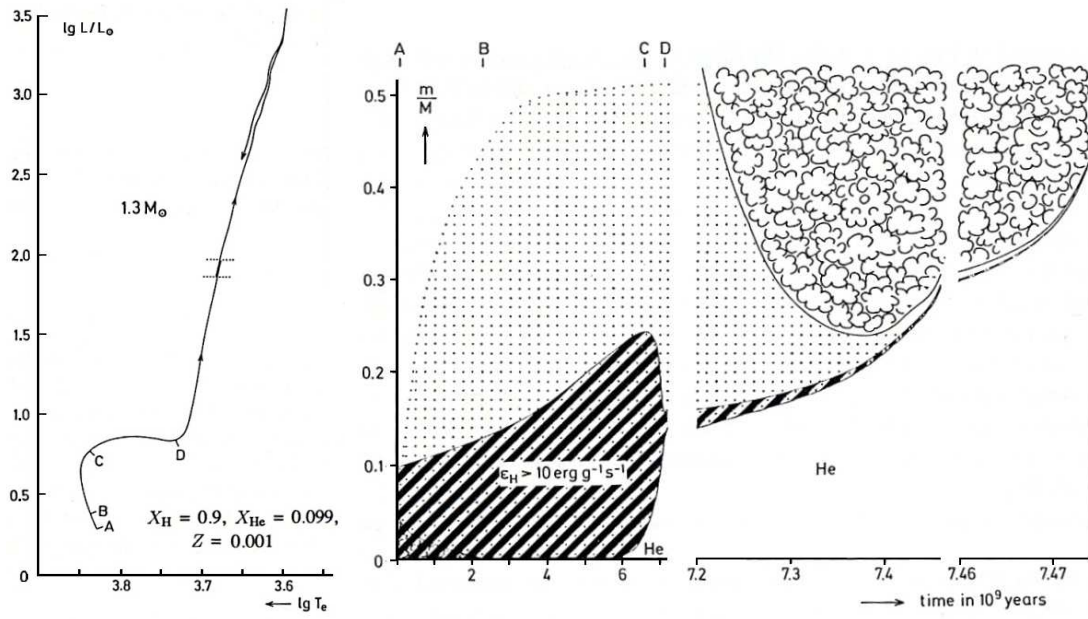 3.5
lg L/L⊙
3.0
2.5
1.3 M⊙
2.0
1.5
1.0
0.5
0
C
D
B
A
X_H = 0.9, X_He = 0.099,
Z = 0.001
3.8
3.7
3.6
← lg T_e
A
B
C
D
0.5
m/M
0.4
0.3
0.2
0.1
0
ε_H > 10 erg g⁻¹ s⁻¹
He
0
2
4
6
He
7.2
7.3
7.4
7.46
7.47
→ time in 10⁹ years